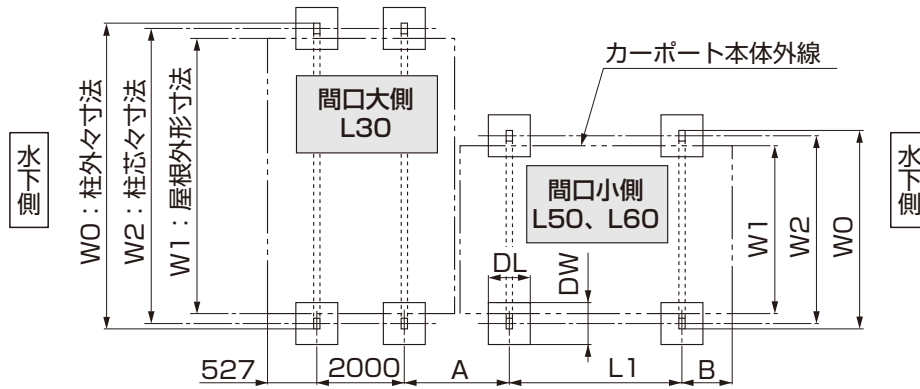 カーポート本体外線
間口大側
L30
間口小側
L50、L60
水下側
W0：柱外々寸法
W2：柱芯々寸法
W1：屋根外形寸法
W1
W2
W0
水下側
DL
DW
527
2000
A
L1
B